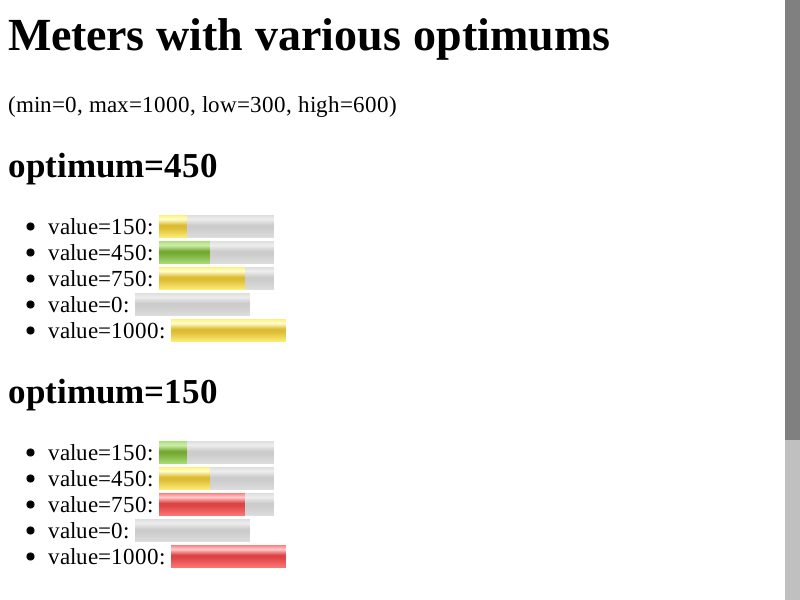 Meters with various optimums
(min=0, max=1000, low=300, high=600)
optimum=450
value=150:
value=450:
value=750:
value=0:
value=1000:
optimum=150
value=150:
value=450:
value=750:
value=0:
value=1000: